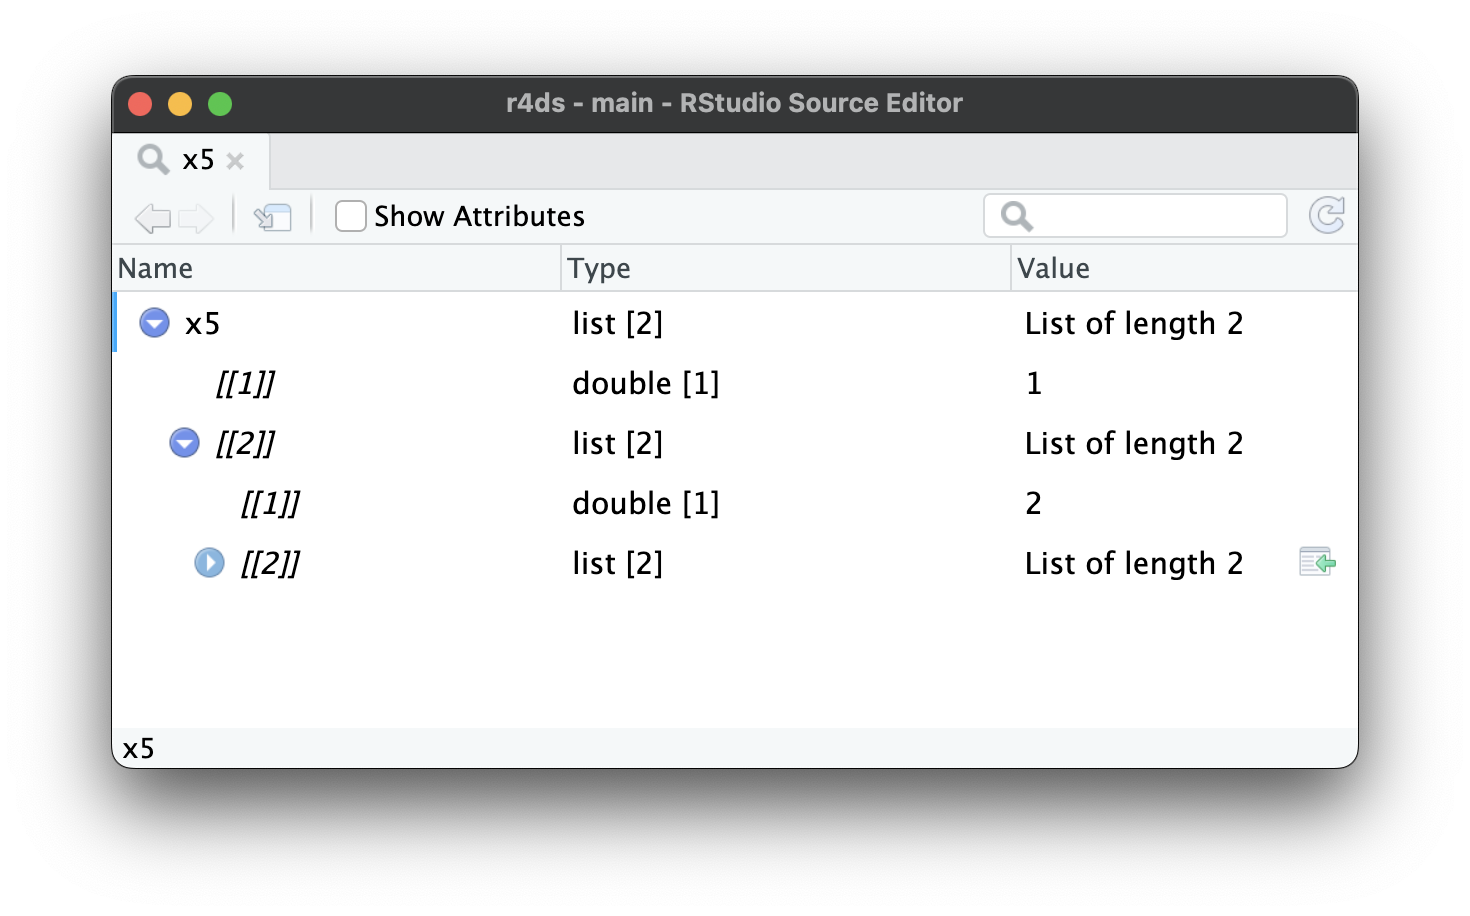 r4ds - main - RStudio Source Editor
x5
Show Attributes
Name Type Value
x5 list [2] List of length 2
[[1]] double [1] 1
[[2]] list [2] List of length 2
[[1]] double [1] 2
[[2]] list [2] List of length 2
x5